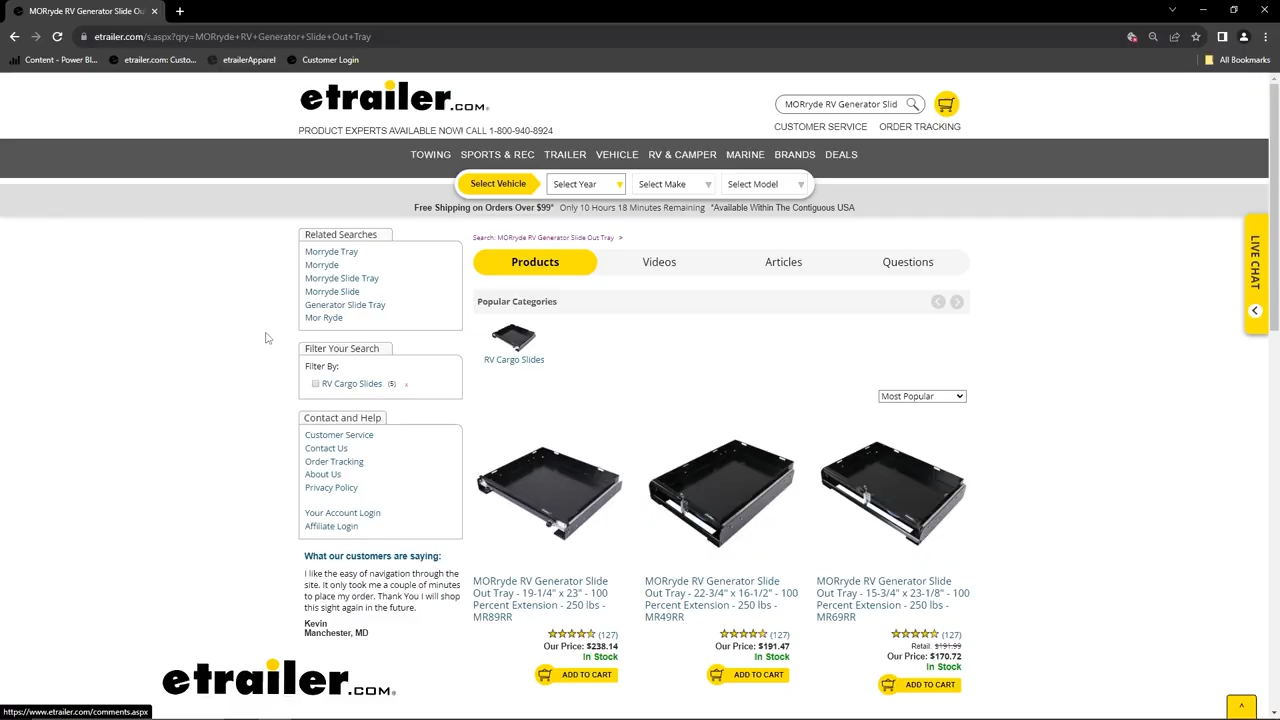 MORryde RV Generator Slide Ou
etrailer.com/s.aspx?qry=MORryde+RV+Generator+Slide+Out+Tray
Content - Power Bl...
etrailer.com: Custo...
etrailerApparel
Customer Login
All Bookmarks
etrailer.com.
PRODUCT EXPERTS AVAILABLE NOW! CALL 1-800-940-8924
MORryde RV Generator Slid
CUSTOMER SERVICE ORDER TRACKING
TOWING SPORTS & REC TRAILER VEHICLE RV & CAMPER MARINE BRANDS DEALS
Select Vehicle Select Year Select Make Select Model
Free Shipping on Orders Over $99* Only 10 Hours 18 Minutes Remaining *Available Within The Contiguous USA
LIVE CHAT
Related Searches
Morryde Tray
Morryde
Morryde Slide Tray
Morryde Slide
Generator Slide Tray
Mor Ryde
Filter Your Search
Filter By:
RV Cargo Slides (5) x
Contact and Help
Customer Service
Contact Us
Order Tracking
About Us
Privacy Policy
Your Account Login
Affiliate Login
What our customers are saying:
I like the easy of navigation through the
site. It only took me a couple of minutes
to place my order. Thank You I will shop
this sight again in the future.
Kevin
Manchester, MD
Search: MORryde RV Generator Slide Out Tray >
Products Videos Articles Questions
Popular Categories
RV Cargo Slides
Most Popular
MORryde RV Generator Slide
Out Tray - 19-1/4" x 23" - 100
Percent Extension - 250 lbs -
MR89RR
(127)
Our Price: $238.14
In Stock
ADD TO CART
MORryde RV Generator Slide
Out Tray - 22-3/4" x 16-1/2" - 100
Percent Extension - 250 lbs -
MR49RR
(127)
Our Price: $191.47
In Stock
ADD TO CART
MORryde RV Generator Slide
Out Tray - 15-3/4" x 23-1/8" - 100
Percent Extension - 250 lbs -
MR69RR
(127)
Retail: $191.99
Our Price: $170.72
In Stock
ADD TO CART
etrailer.com.
https://www.etrailer.com/comments.aspx